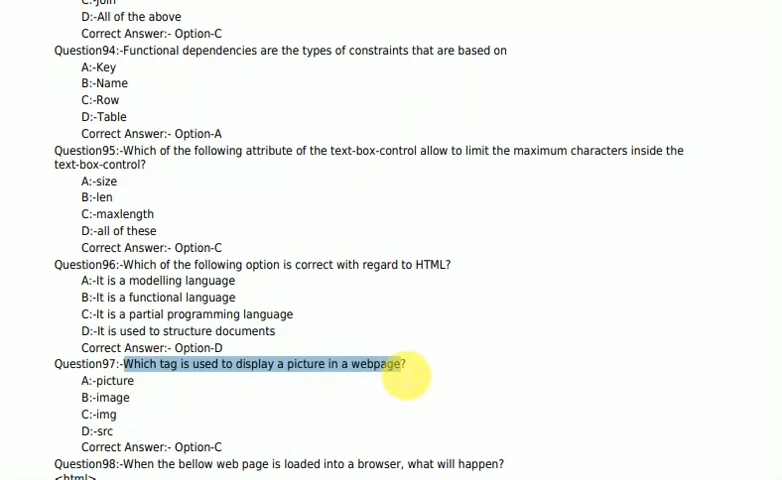 C:-join
D:-All of the above
Correct Answer:- Option-C
Question94:-Functional dependencies are the types of constraints that are based on
A:-Key
B:-Name
C:-Row
D:-Table
Correct Answer:- Option-A
Question95:-Which of the following attribute of the text-box-control allow to limit the maximum characters inside the
text-box-control?
A:-size
B:-len
C:-maxlength
D:-all of these
Correct Answer:- Option-C
Question96:-Which of the following option is correct with regard to HTML?
A:-It is a modelling language
B:-It is a functional language
C:-It is a partial programming language
D:-It is used to structure documents
Correct Answer:- Option-D
Question97:-Which tag is used to display a picture in a webpage?
A:-picture
B:-image
C:-img
D:-src
Correct Answer:- Option-C
Question98:-When the bellow web page is loaded into a browser, what will happen?
<html>